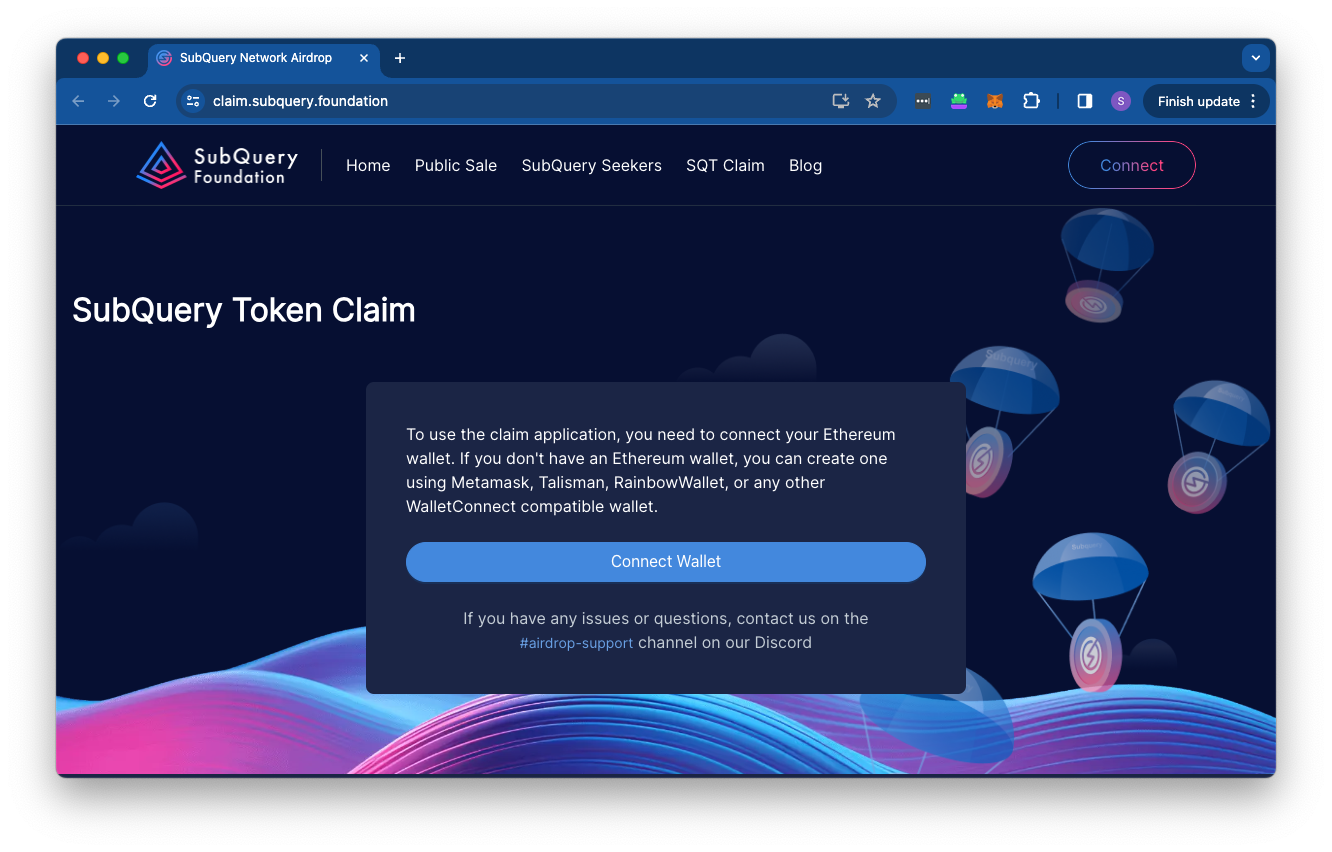 SubQuery Network Airdrop
claim.subquery.foundation
S
Finish update
SubQuery
Foundation
Home
Public Sale
SubQuery Seekers
SQT Claim
Blog
Connect
SubQuery Token Claim
Subquery
To use the claim application, you need to connect your Ethereum
wallet. If you don't have an Ethereum wallet, you can create one
using Metamask, Talisman, RainbowWallet, or any other
WalletConnect compatible wallet.
Connect Wallet
Subquery
If you have any issues or questions, contact us on the
#airdrop-support channel on our Discord